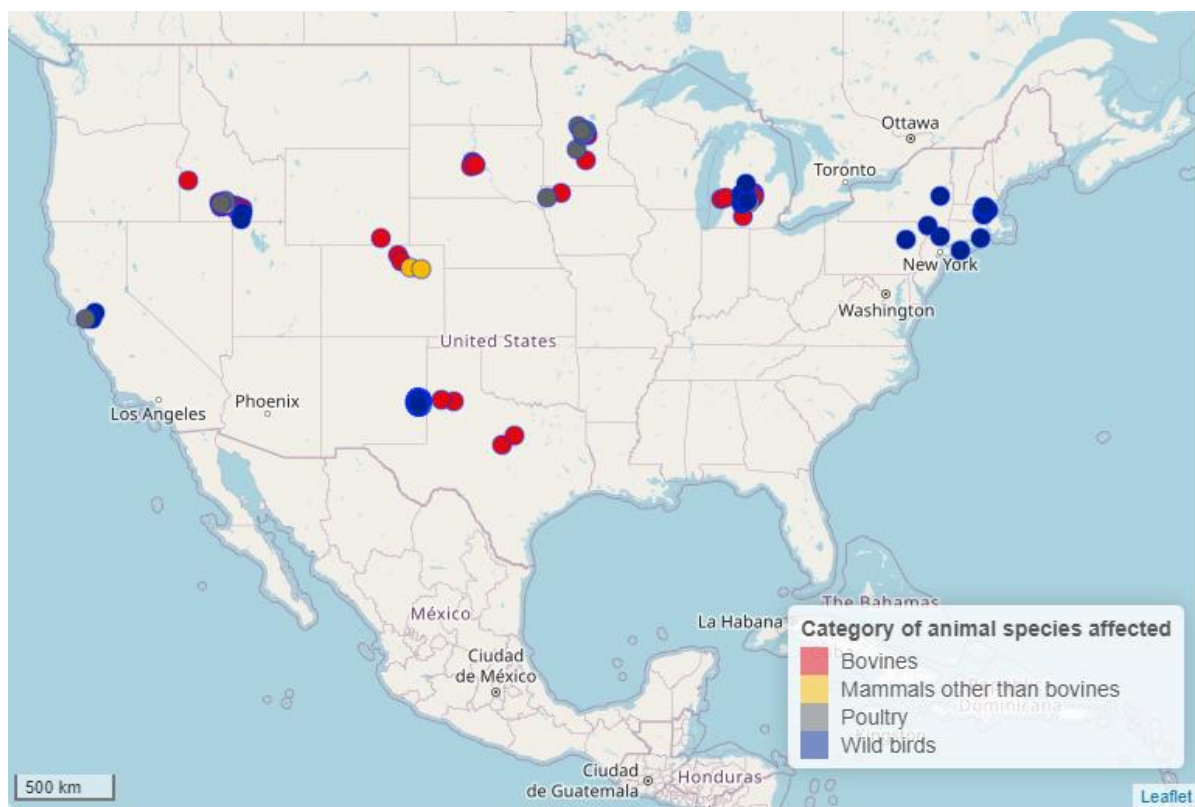 Ottawa
Toronto
New York
Washington
United States
Los Angeles
Phoenix
México
Ciudad
de México
La Habana
The Bahamas
Category of animal species affected
Bovines
Mammals other than bovines
Poultry
Wild birds
Dominicana
Kingston
Ciudad
de Guatemala
Honduras
500 km
Leaflet